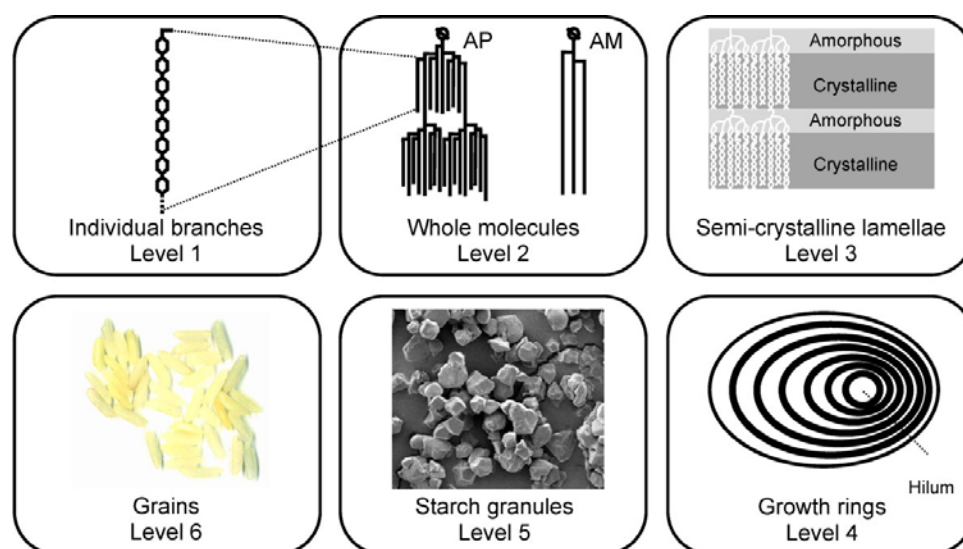 Individual branches
Level 1
AP
AM
Whole molecules
Level 2
Amorphous
Crystalline
Amorphous
Crystalline
Semi-crystalline lamellae
Level 3
Grains
Level 6
Starch granules
Level 5
Hilum
Growth rings
Level 4